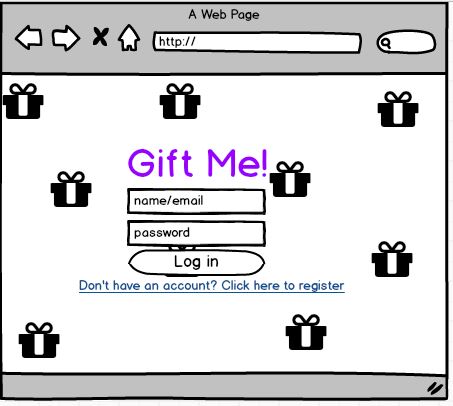 A Web Page
http://
Gift Me!
name/email
password
Log in
Don't have an account? Click here to register